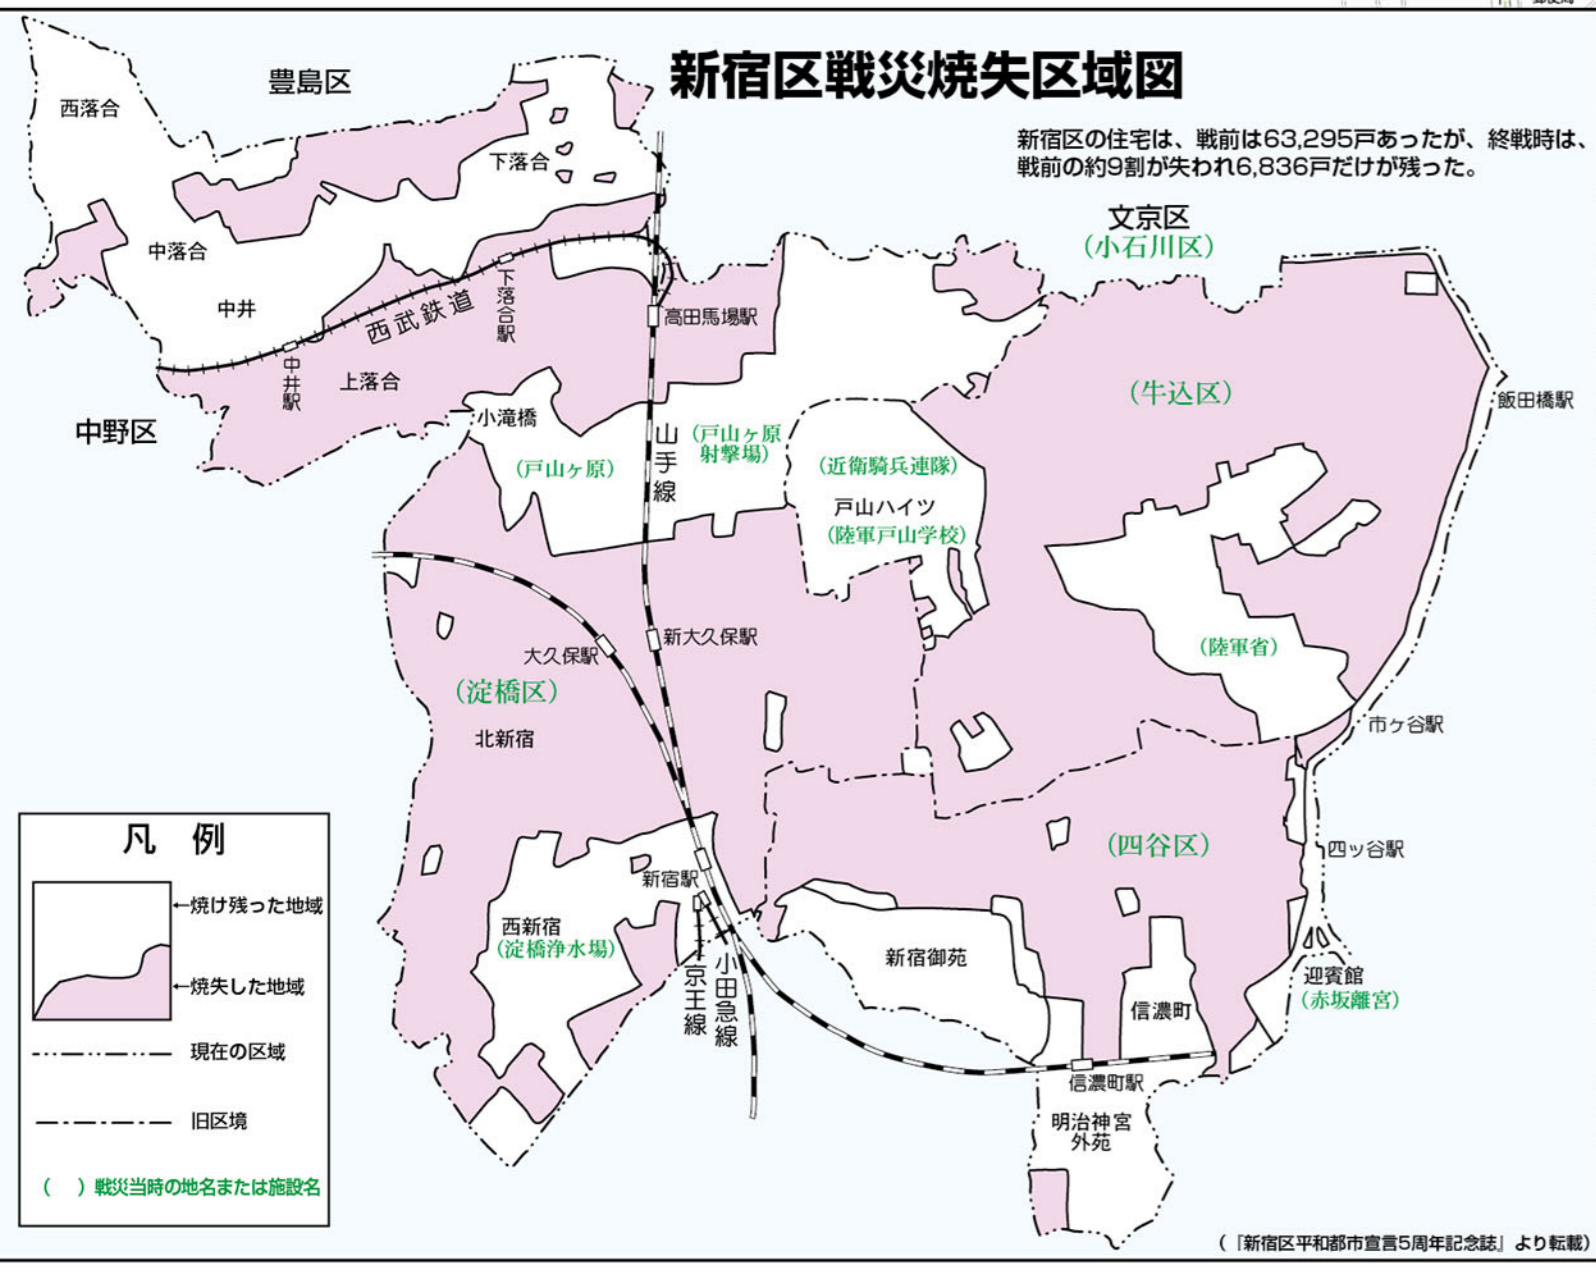 新宿区戦災焼失区域図
新宿区の住宅は、戦前は63,295戸あったが、終戦時は、
戦前の約9割が失われ6,836戸だけが残った。
豊島区
西落合
下落合
文京区
(小石川区)
中落合
中井
西武鉄道
下落合駅
高田馬場駅
中井駅
上落合
中野区
小滝橋
(戸山ヶ原)
山手線
(戸山ヶ原
射撃場)
(近衛騎兵連隊)
戸山ハイツ
(陸軍戸山学校)
(牛込区)
飯田橋駅
大久保駅
新大久保駅
(淀橋区)
北新宿
(陸軍省)
市ヶ谷駅
(四谷区)
四ッ谷駅
新宿駅
西新宿
(淀橋浄水場)
京王線
小田急線
新宿御苑
信濃町
迎賓館
(赤坂離宮)
信濃町駅
明治神宮
外苑
凡 例
←焼け残った地域
←焼失した地域
現在の区域
旧区境
( )戦災当時の地名または施設名
(『新宿区平和都市宣言5周年記念誌』より転載)